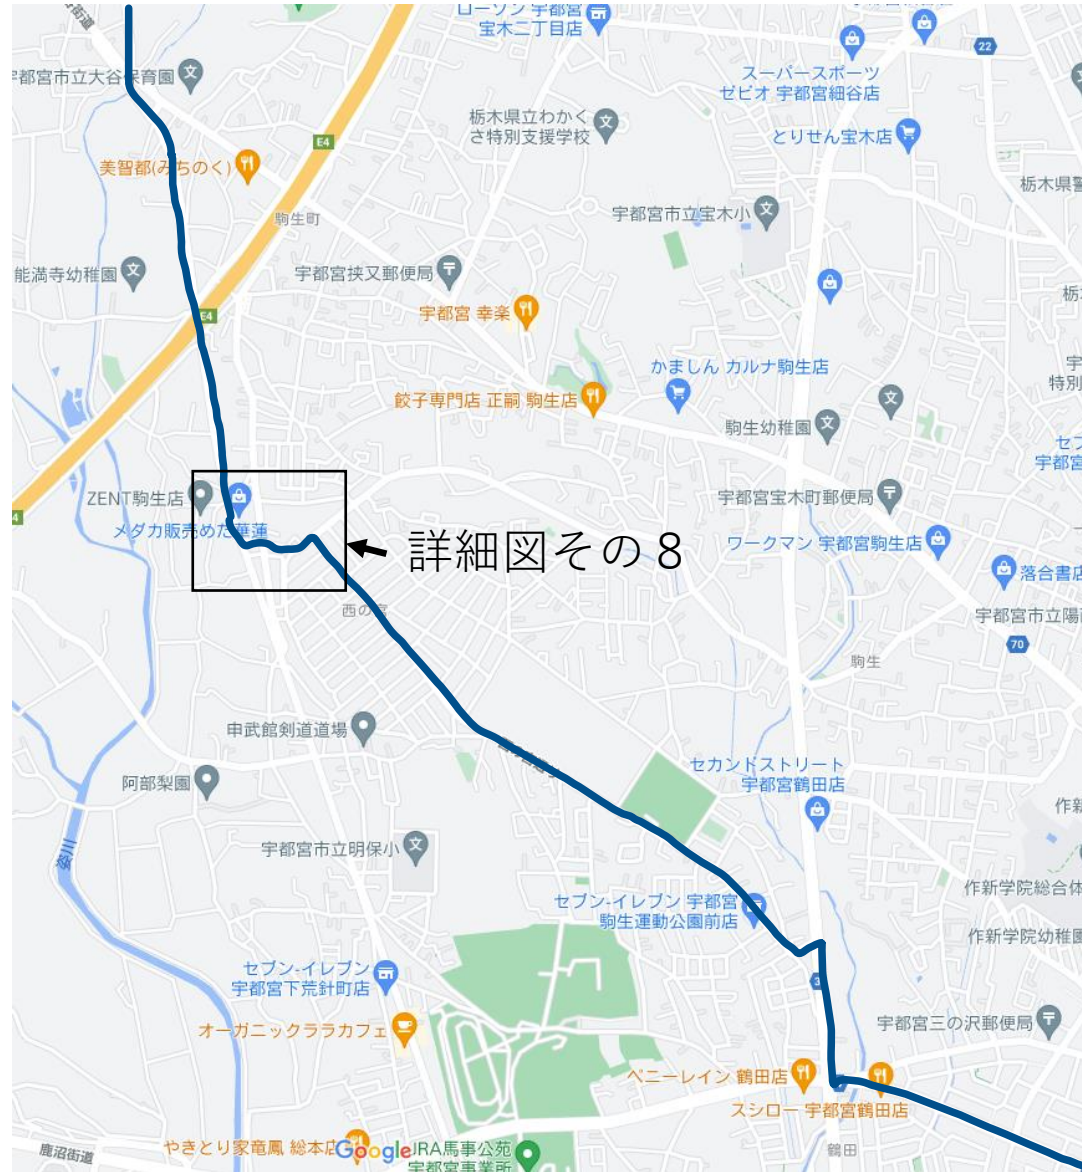 ローソン 宇都宮
宝木二丁目店
22
宇都宮市立大谷保育園
スーパースポーツ
ゼビオ 宇都宮細谷店
栃木県立わかく
さ特別支援学校
とりせん宝木店
E4
美智都(みちのく)
栃木県警
駒生町
宇都宮市立宝木小
能満寺幼稚園
宇都宮挾又郵便局
E4
宇都宮 幸楽
かましん カルナ駒生店
特別
餃子専門店 正嗣 駒生店
駒生幼稚園
セブ
宇都宮
ZENT駒生店
宇都宮宝木町郵便局
メダカ販売めだ華蓮
詳細図その8
ワークマン 宇都宮駒生店
4
落合書店
西の宮
宇都宮市立陽
70
駒生
申武館剣道道場
セカンドストリート
宇都宮鶴田店
阿部梨園
作新
姿川
宇都宮市立明保小
作新学院総合体
セブン-イレブン 宇都宮
駒生運動公園前店
作新学院幼稚園
セブン-イレブン
宇都宮下荒針町店
オーガニックララカフェ
宇都宮三の沢郵便局
ペニーレイン 鶴田店
スシロー 宇都宮鶴田店
鹿沼街道
やきとり家竜鳳 総本店
Google
JRA馬事公苑
宇都宮事業所
鶴田